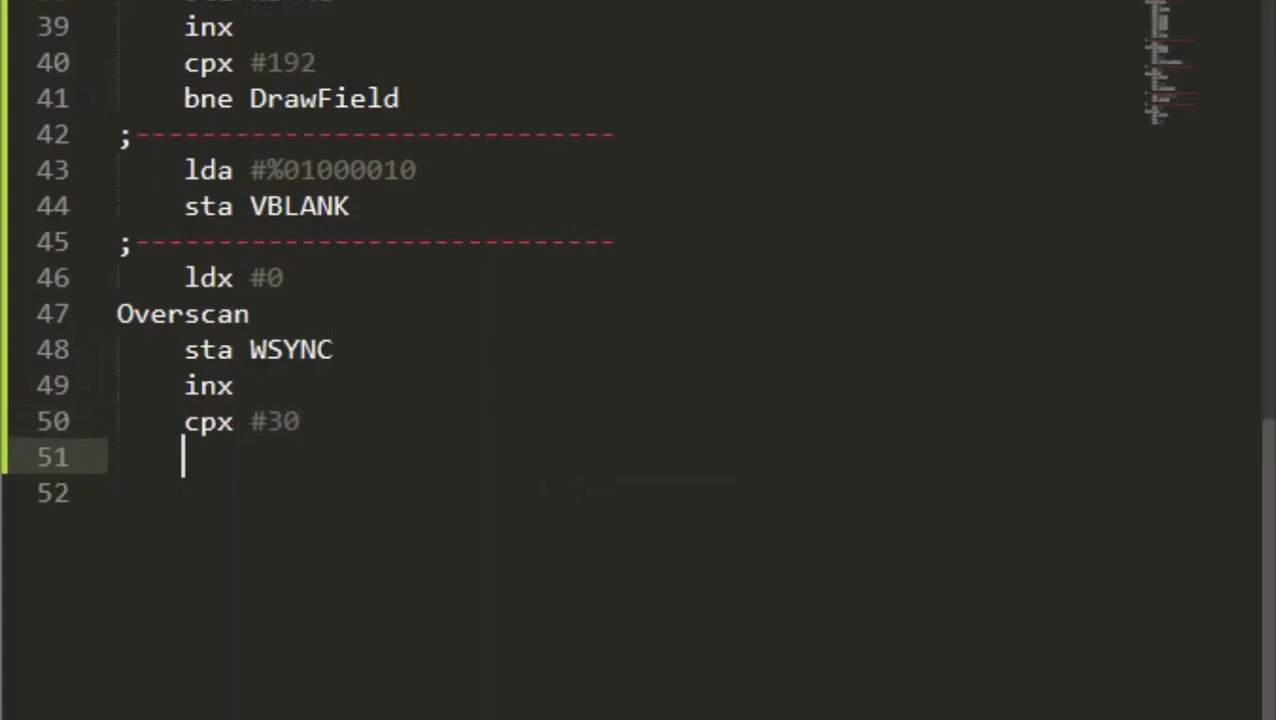 39 inx
40 cpx #192
41 bne DrawField
42 ;-----------------------------
43 lda #%01000010
44 sta VBLANK
45 ;-----------------------------
46 ldx #0
47 Overscan
48 sta WSYNC
49 inx
50 cpx #30
51
52